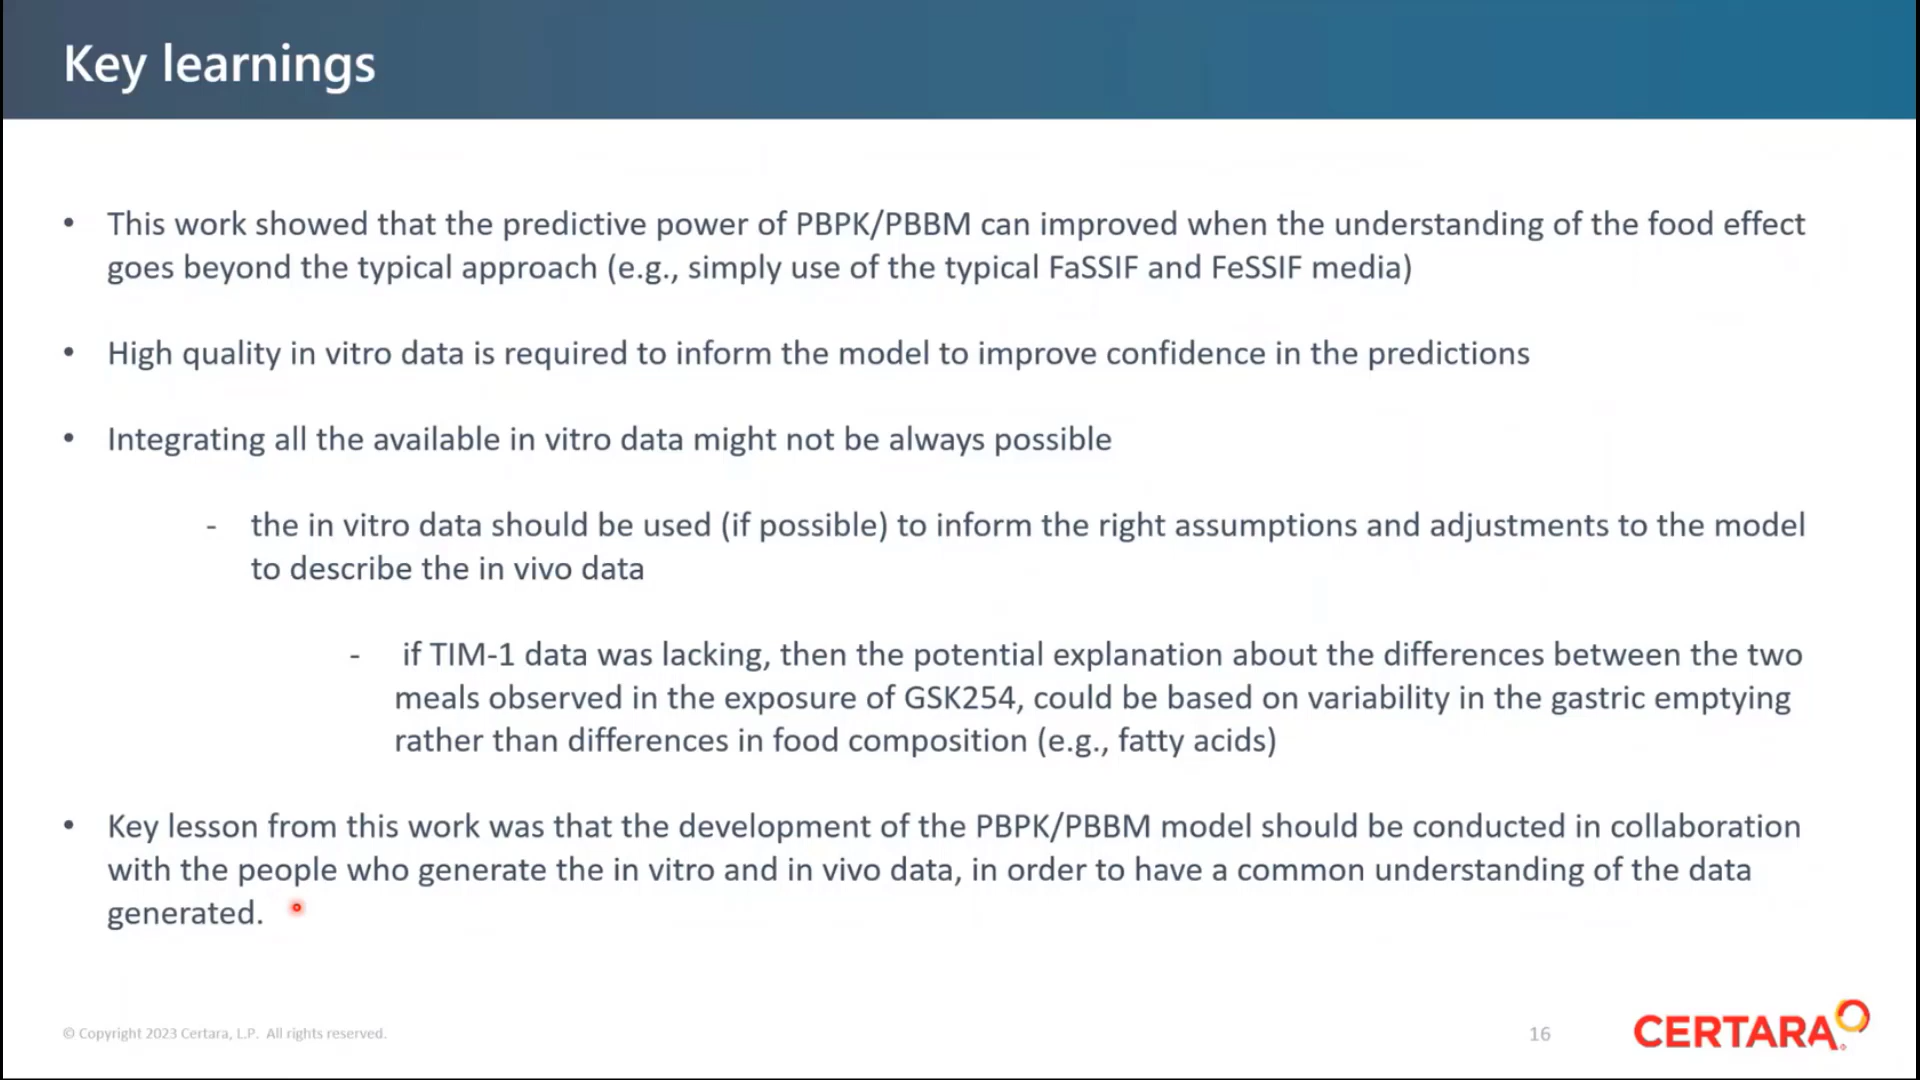 Key learnings
• This work showed that the predictive power of PBPK/PBBM can improved when the understanding of the food effect
goes beyond the typical approach (e.g., simply use of the typical FaSSIF and FeSSIF media)
• High quality in vitro data is required to inform the model to improve confidence in the predictions
• Integrating all the available in vitro data might not be always possible
- the in vitro data should be used (if possible) to inform the right assumptions and adjustments to the model
to describe the in vivo data
- if TIM-1 data was lacking, then the potential explanation about the differences between the two
meals observed in the exposure of GSK254, could be based on variability in the gastric emptying
rather than differences in food composition (e.g., fatty acids)
• Key lesson from this work was that the development of the PBPK/PBBM model should be conducted in collaboration
with the people who generate the in vitro and in vivo data, in order to have a common understanding of the data
generated.
© Copyright 2023 Certara, L.P. All rights reserved.
16
CERTARA